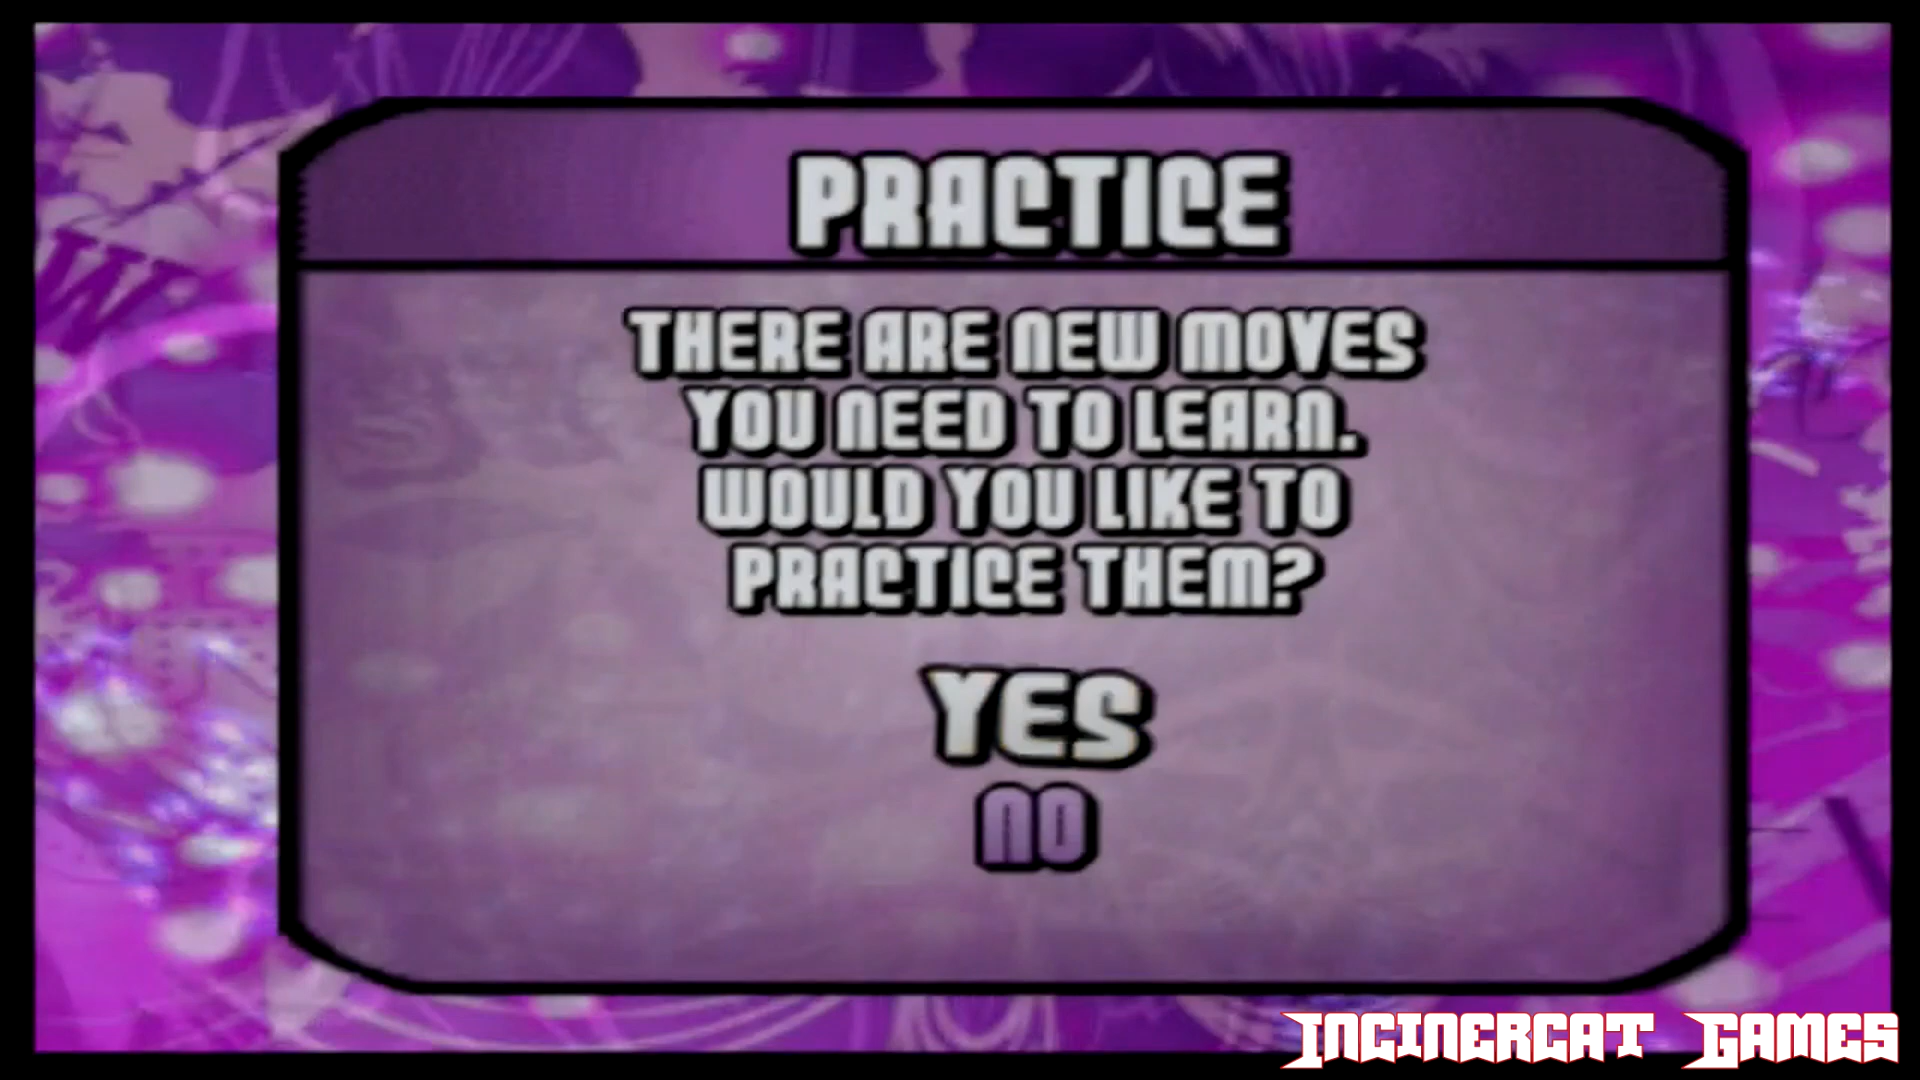 PRACTICE
THERE ARE NEW MOVES
YOU NEED TO LEARN.
WOULD YOU LIKE TO
PRACTICE THEM?
YES
NO
W
INCINERCAT GAMES